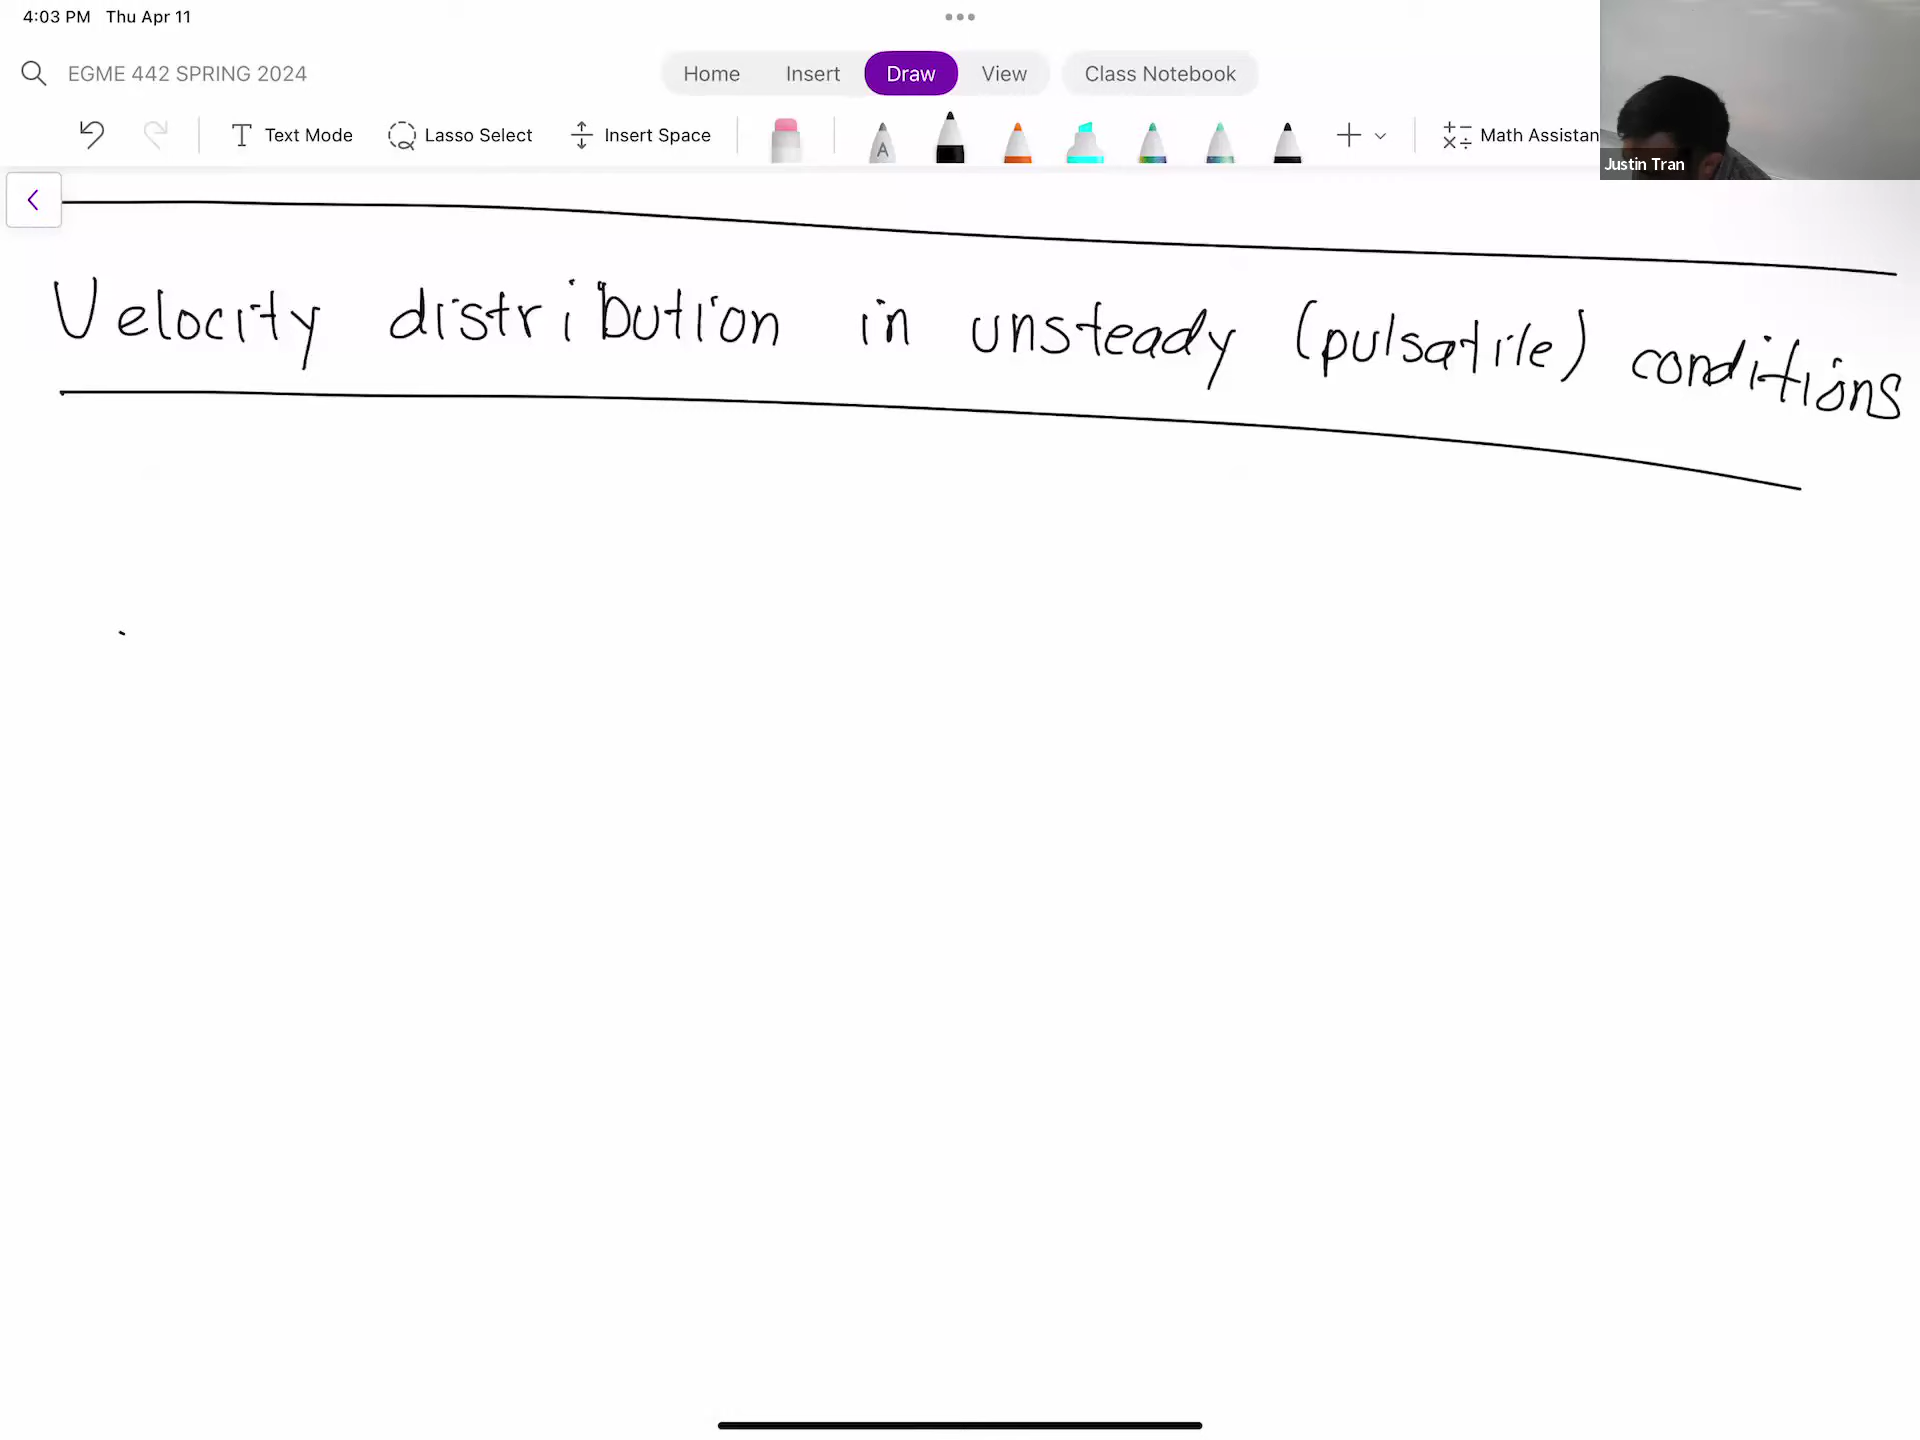 4:03 PM Thu Apr 11
EGME 442 SPRING 2024
Home Insert Draw View Class Notebook
Text Mode Lasso Select Insert Space A Math Assistan
Justin Tran
Velocity distribution in unsteady (pulsatile) conditions